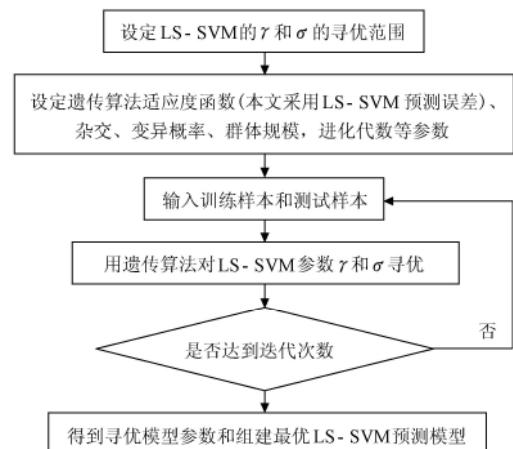 设定LS-SVM的γ和σ的寻优范围
设定遗传算法适应度函数(本文采用LS-SVM预测误差)、
杂交、变异概率、群体规模，进化代数等参数
输入训练样本和测试样本
用遗传算法对LS-SVM参数γ和σ寻优
否
是否达到迭代次数
得到寻优模型参数和组建最优LS-SVM预测模型